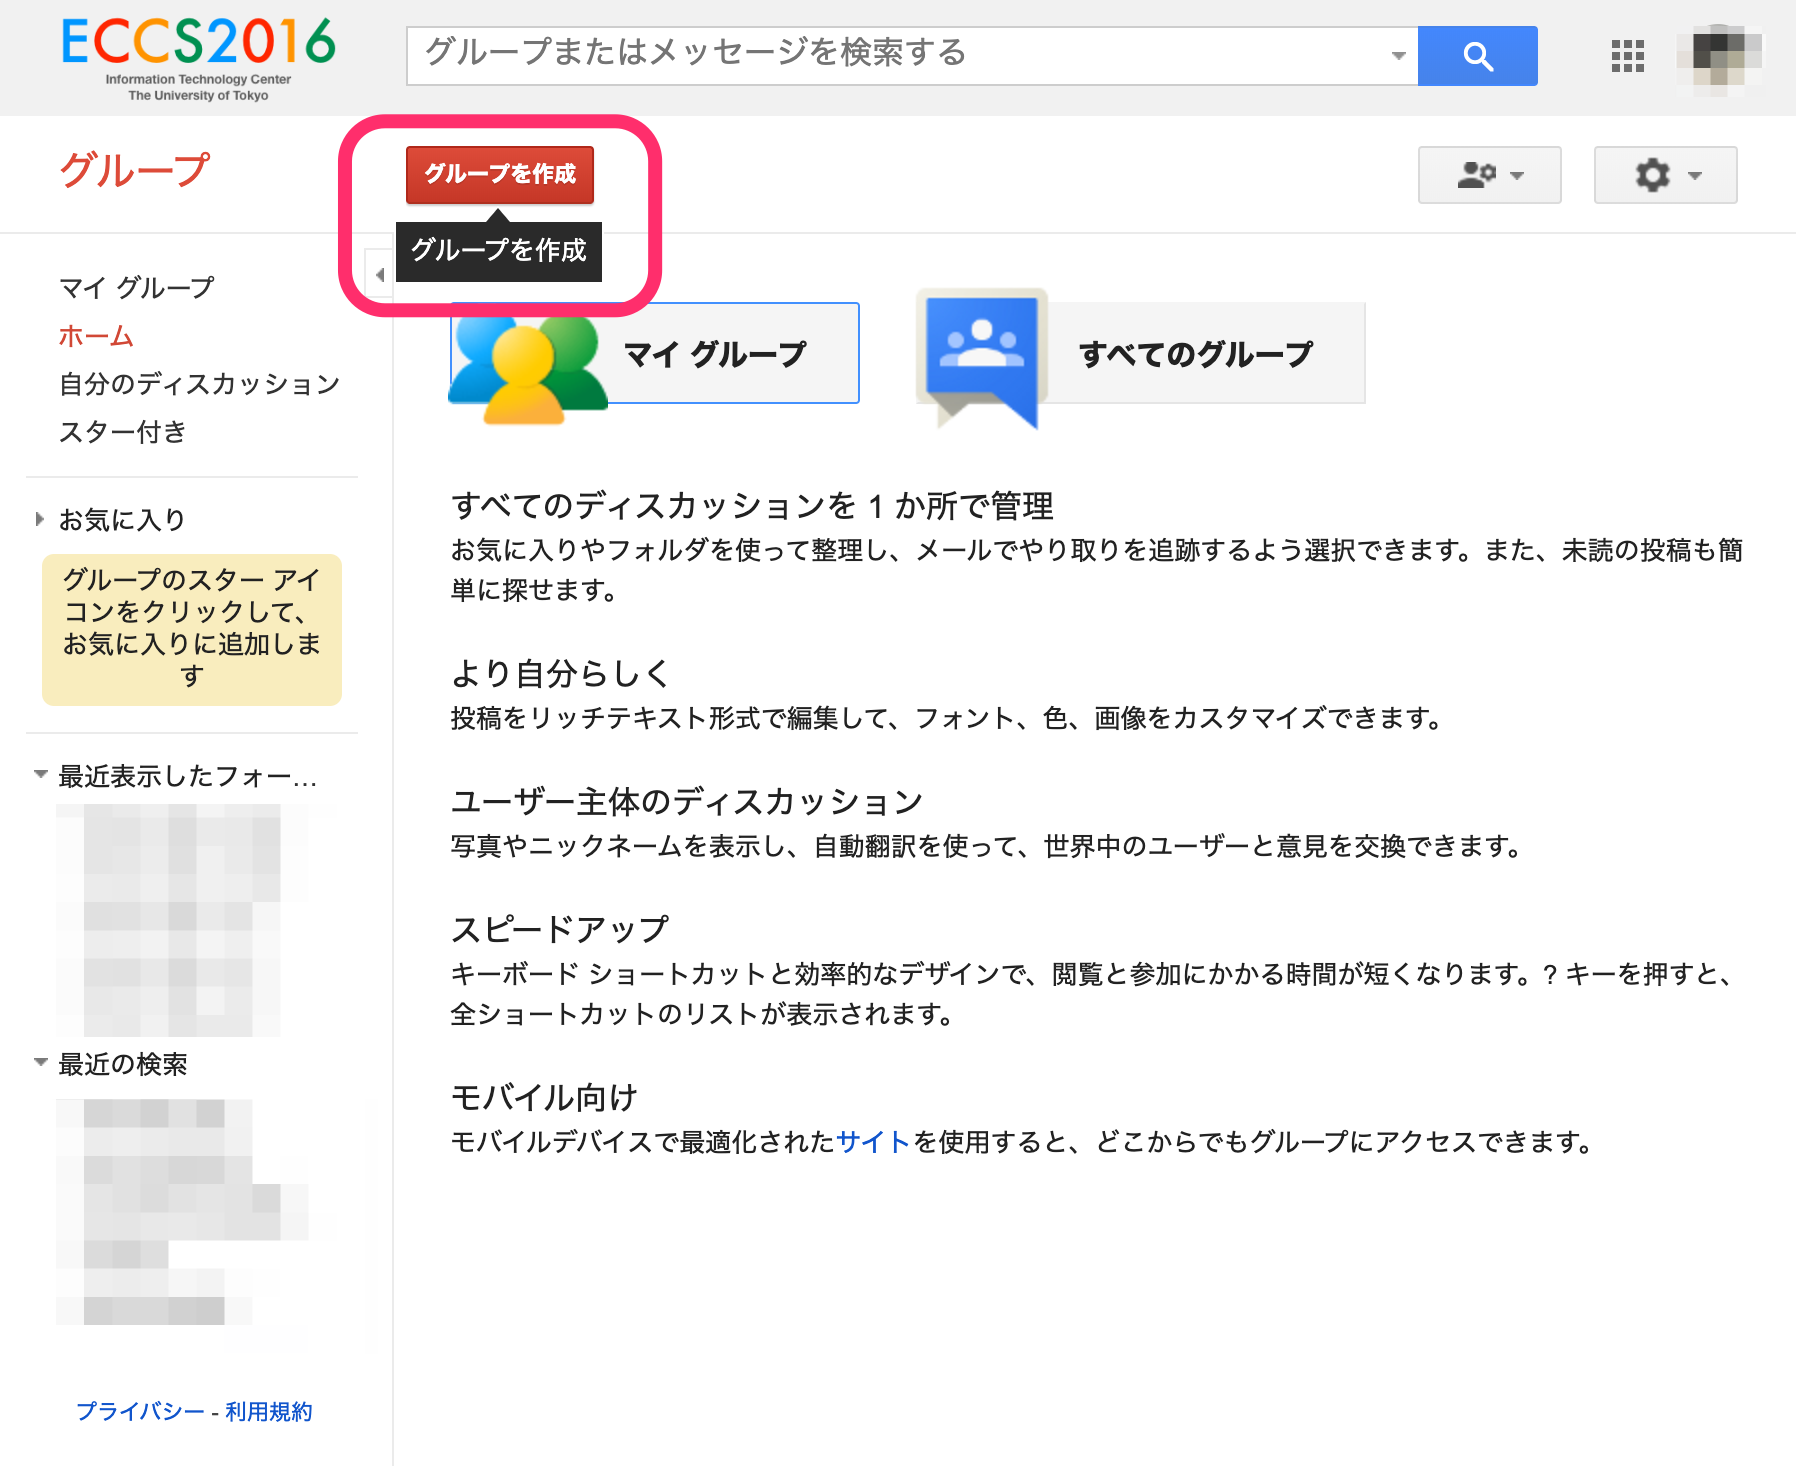 ECCS2016
Information Technology Center
The University of Tokyo
グループまたはメッセージを検索する
グループ
グループを作成
グループを作成
マイ グループ
ホーム
自分のディスカッション
スター付き
お気に入り
グループのスター アイ
コンをクリックして、
お気に入りに追加しま
す
最近表示したフォー...
最近の検索
プライバシー - 利用規約
マイ グループ
すべてのグループ
すべてのディスカッションを 1 か所で管理
お気に入りやフォルダを使って整理し、メールでやり取りを追跡するよう選択できます。また、未読の投稿も簡
単に探せます。
より自分らしく
投稿をリッチテキスト形式で編集して、フォント、色、画像をカスタマイズできます。
ユーザー主体のディスカッション
写真やニックネームを表示し、自動翻訳を使って、世界中のユーザーと意見を交換できます。
スピードアップ
キーボード ショートカットと効率的なデザインで、閲覧と参加にかかる時間が短くなります。? キーを押すと、
全ショートカットのリストが表示されます。
モバイル向け
モバイルデバイスで最適化されたサイトを使用すると、どこからでもグループにアクセスできます。